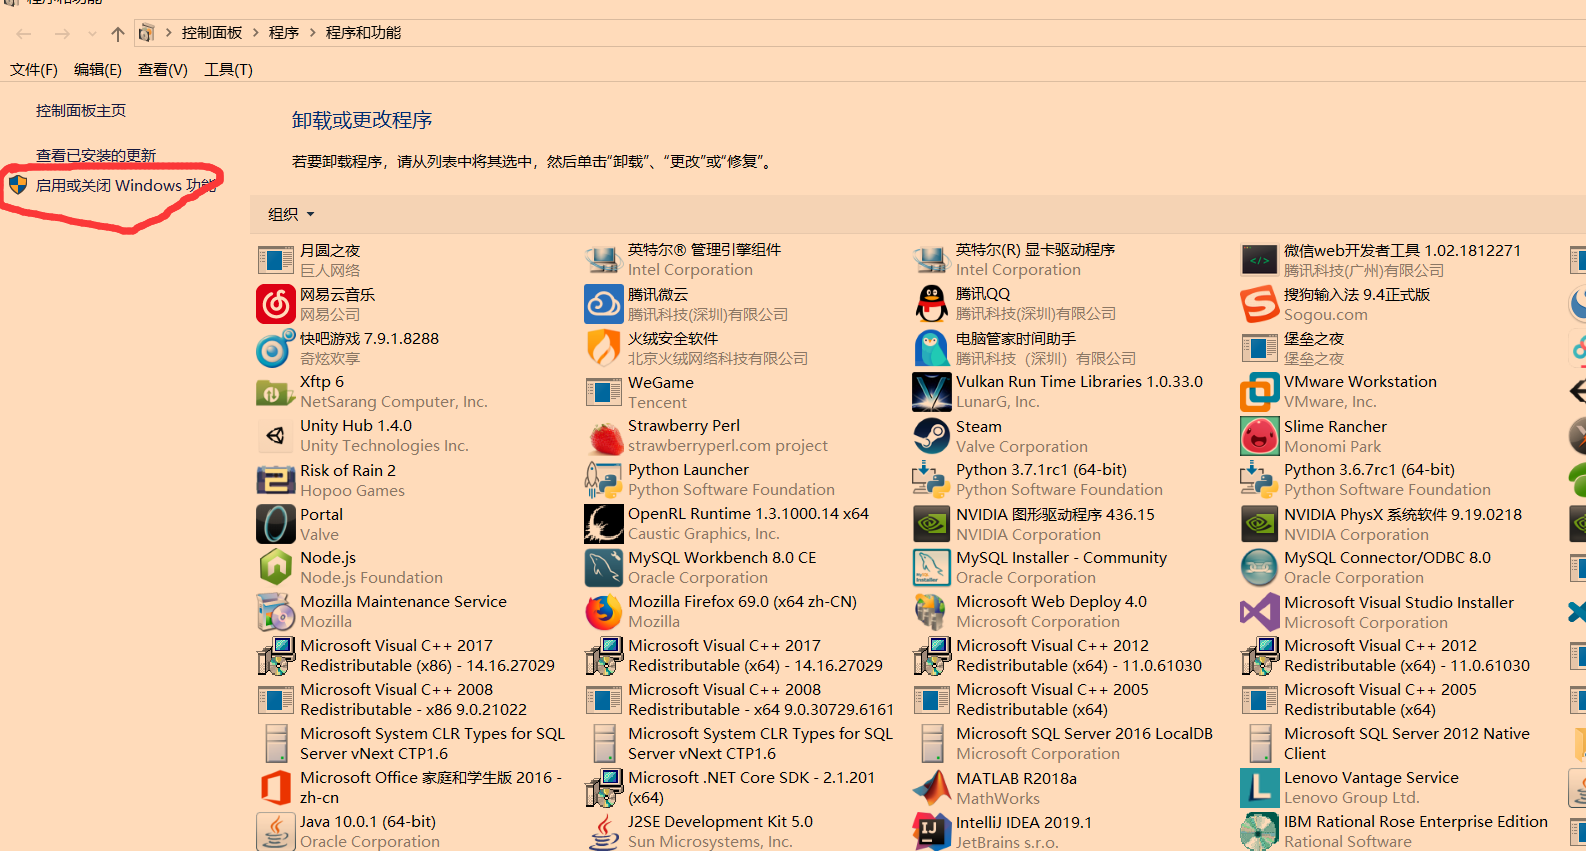 程序和功能
控制面板 › 程序 › 程序和功能
文件(F) 编辑(E) 查看(V) 工具(T)
控制面板主页
查看已安装的更新
启用或关闭 Windows 功能
卸载或更改程序
若要卸载程序，请从列表中将其选中，然后单击“卸载”、“更改”或“修复”。
组织
月圆之夜
巨人网络
英特尔® 管理引擎组件
Intel Corporation
英特尔(R) 显卡驱动程序
Intel Corporation
微信web开发者工具 1.02.1812271
腾讯科技(广州)有限公司
网易云音乐
网易公司
腾讯微云
腾讯科技(深圳)有限公司
腾讯QQ
腾讯科技(深圳)有限公司
搜狗输入法 9.4正式版
Sogou.com
快吧游戏 7.9.1.8288
奇炫欢享
火绒安全软件
北京火绒网络科技有限公司
电脑管家时间助手
腾讯科技（深圳）有限公司
堡垒之夜
堡垒之夜
Xftp 6
NetSarang Computer, Inc.
WeGame
Tencent
Vulkan Run Time Libraries 1.0.33.0
LunarG, Inc.
VMware Workstation
VMware, Inc.
Unity Hub 1.4.0
Unity Technologies Inc.
Strawberry Perl
strawberryperl.com project
Steam
Valve Corporation
Slime Rancher
Monomi Park
Risk of Rain 2
Hopoo Games
Python Launcher
Python Software Foundation
Python 3.7.1rc1 (64-bit)
Python Software Foundation
Python 3.6.7rc1 (64-bit)
Python Software Foundation
Portal
Valve
OpenRL Runtime 1.3.1000.14 x64
Caustic Graphics, Inc.
NVIDIA 图形驱动程序 436.15
NVIDIA Corporation
NVIDIA PhysX 系统软件 9.19.0218
NVIDIA Corporation
Node.js
Node.js Foundation
MySQL Workbench 8.0 CE
Oracle Corporation
MySQL Installer - Community
Oracle Corporation
MySQL Connector/ODBC 8.0
Oracle Corporation
Mozilla Maintenance Service
Mozilla
Mozilla Firefox 69.0 (x64 zh-CN)
Mozilla
Microsoft Web Deploy 4.0
Microsoft Corporation
Microsoft Visual Studio Installer
Microsoft Corporation
Microsoft Visual C++ 2017
Redistributable (x86) - 14.16.27029
Microsoft Visual C++ 2017
Redistributable (x64) - 14.16.27029
Microsoft Visual C++ 2012
Redistributable (x64) - 11.0.61030
Microsoft Visual C++ 2012
Redistributable (x64) - 11.0.61030
Microsoft Visual C++ 2008
Redistributable - x86 9.0.21022
Microsoft Visual C++ 2008
Redistributable - x64 9.0.30729.6161
Microsoft Visual C++ 2005
Redistributable (x64)
Microsoft Visual C++ 2005
Redistributable (x64)
Microsoft System CLR Types for SQL
Server vNext CTP1.6
Microsoft System CLR Types for SQL
Server vNext CTP1.6
Microsoft SQL Server 2016 LocalDB
Microsoft Corporation
Microsoft SQL Server 2012 Native
Client
Microsoft Office 家庭和学生版 2016 -
zh-cn
Microsoft .NET Core SDK - 2.1.201
(x64)
MATLAB R2018a
MathWorks
Lenovo Vantage Service
Lenovo Group Ltd.
Java 10.0.1 (64-bit)
Oracle Corporation
J2SE Development Kit 5.0
Sun Microsystems, Inc.
IntelliJ IDEA 2019.1
JetBrains s.r.o.
IBM Rational Rose Enterprise Edition
Rational Software